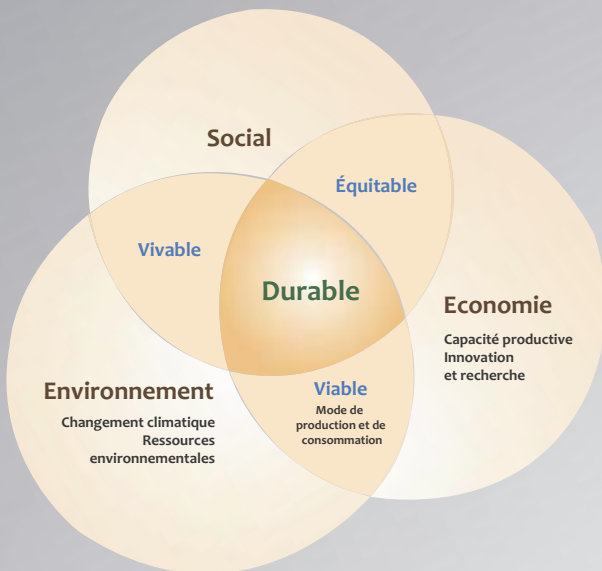 Social
Équitable
Vivable
Durable
Economie
Capacité productive
Innovation
et recherche
Environnement
Changement climatique
Ressources
environnementales
Viable
Mode de
production et de
consommation